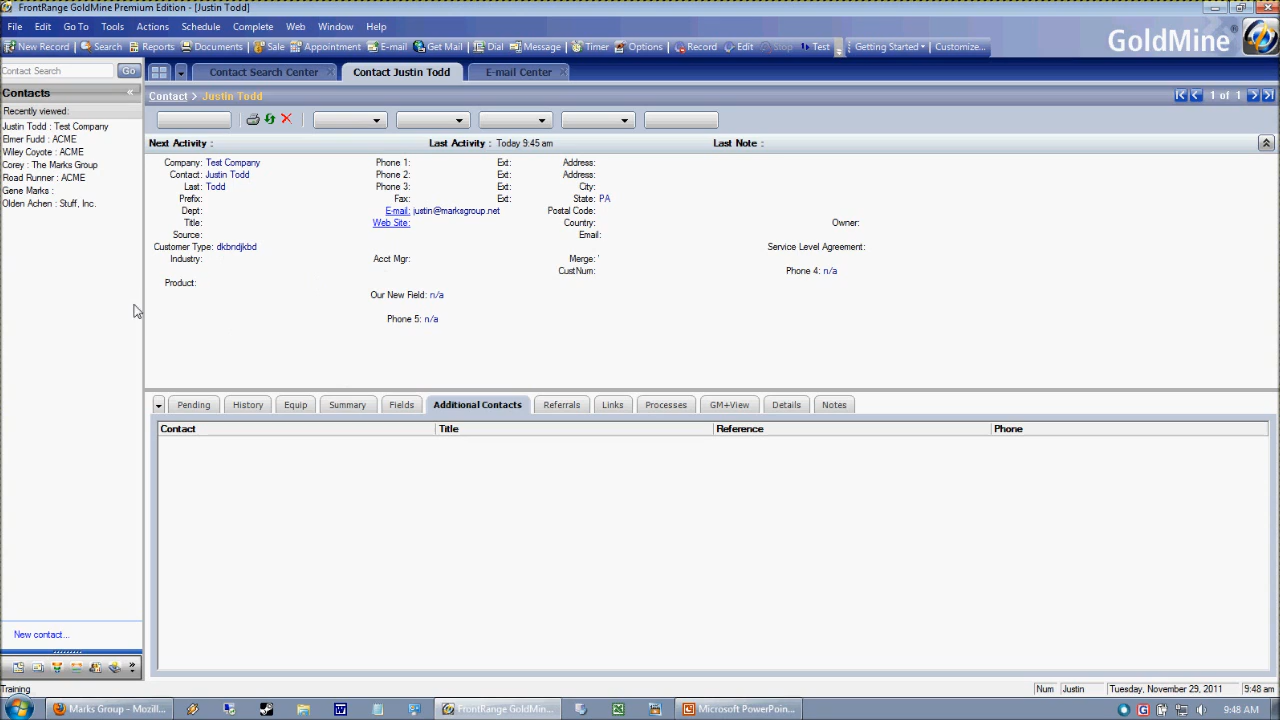 FrontRange GoldMine Premium Edition - [Justin Todd]
File Edit Go To Tools Actions Schedule Complete Web Window Help
New Record Search Reports Documents Sale Appointment E-mail Get Mail Dial Message Timer Options Record Edit Stop Test Getting Started Customize...
GoldMine
Contact Search Go
Contact Search Center Contact Justin Todd E-mail Center
Contacts
Contact > Justin Todd
1 of 1
Recently viewed:
Justin Todd : Test Company
Elmer Fudd : ACME
Wiley Coyote : ACME
Corey : The Marks Group
Road Runner : ACME
Gene Marks :
Olden Achen : Stuff, Inc.
Next Activity : Last Activity : Today 9:45 am Last Note :
Company: Test Company Phone 1: Ext: Address:
Contact: Justin Todd Phone 2: Ext: Address:
Last: Todd Phone 3: Ext: City:
Prefix: Fax: Ext: State: PA
Dept: E-mail: justin@marksgroup.net Postal Code:
Title: Web Site: Country: Owner:
Source: Email:
Customer Type: dkbndjkbd Service Level Agreement:
Industry: Acct Mgr: Merge: '
CustNum: Phone 4: n/a
Product:
Our New Field: n/a
Phone 5: n/a
Pending History Equip Summary Fields Additional Contacts Referrals Links Processes GM+View Details Notes
Contact Title Reference Phone
New contact...
Training Num Justin Tuesday, November 29, 2011 9:48 am
Marks Group - Mozill... FrontRange GoldMin... Microsoft PowerPoin... 9:48 AM